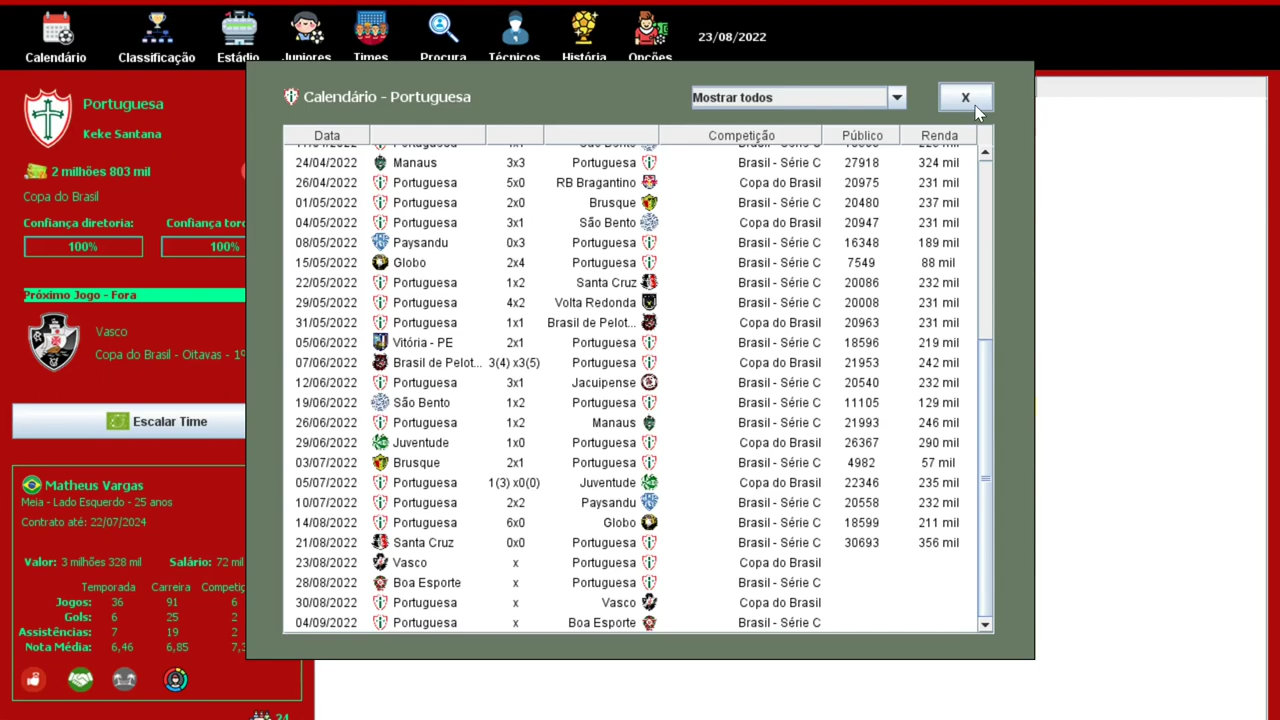 Calendário Classificação Estádio Juniores Times Procura Técnicos História Opções 23/08/2022
Portuguesa
Keke Santana
2 milhões 803 mil
Copa do Brasil
Confiança diretoria: Confiança torc
100% 100%
Próximo Jogo - Fora
Vasco
Copa do Brasil - Oitavas - 1º
Escalar Time
Matheus Vargas
Meia - Lado Esquerdo - 25 anos
Contrato até: 22/07/2024
Valor: 3 milhões 328 mil Salário: 72 mil
Temporada Carreira Competiç
Jogos: 36 91 6
Gols: 6 25 2
Assistências: 7 19 2
Nota Média: 6,46 6,85 7,3
24
Calendário - Portuguesa Mostrar todos X
Data Competição Público Renda
24/04/2022 Manaus 3x3 Portuguesa Brasil - Série C 27918 324 mil
26/04/2022 Portuguesa 5x0 RB Bragantino Copa do Brasil 20975 231 mil
01/05/2022 Portuguesa 2x0 Brusque Brasil - Série C 20480 237 mil
04/05/2022 Portuguesa 3x1 São Bento Copa do Brasil 20947 231 mil
08/05/2022 Paysandu 0x3 Portuguesa Brasil - Série C 16348 189 mil
15/05/2022 Globo 2x4 Portuguesa Brasil - Série C 7549 88 mil
22/05/2022 Portuguesa 1x2 Santa Cruz Brasil - Série C 20086 232 mil
29/05/2022 Portuguesa 4x2 Volta Redonda Brasil - Série C 20008 231 mil
31/05/2022 Portuguesa 1x1 Brasil de Pelot... Copa do Brasil 20963 231 mil
05/06/2022 Vitória - PE 2x1 Portuguesa Brasil - Série C 18596 219 mil
07/06/2022 Brasil de Pelot... 3(4) x3(5) Portuguesa Copa do Brasil 21953 242 mil
12/06/2022 Portuguesa 3x1 Jacuipense Brasil - Série C 20540 232 mil
19/06/2022 São Bento 1x2 Portuguesa Brasil - Série C 11105 129 mil
26/06/2022 Portuguesa 1x2 Manaus Brasil - Série C 21993 246 mil
29/06/2022 Juventude 1x0 Portuguesa Copa do Brasil 26367 290 mil
03/07/2022 Brusque 2x1 Portuguesa Brasil - Série C 4982 57 mil
05/07/2022 Portuguesa 1(3) x0(0) Juventude Copa do Brasil 22346 235 mil
10/07/2022 Portuguesa 2x2 Paysandu Brasil - Série C 20558 232 mil
14/08/2022 Portuguesa 6x0 Globo Brasil - Série C 18599 211 mil
21/08/2022 Santa Cruz 0x0 Portuguesa Brasil - Série C 30693 356 mil
23/08/2022 Vasco x Portuguesa Copa do Brasil
28/08/2022 Boa Esporte x Portuguesa Brasil - Série C
30/08/2022 Portuguesa x Vasco Copa do Brasil
04/09/2022 Portuguesa x Boa Esporte Brasil - Série C